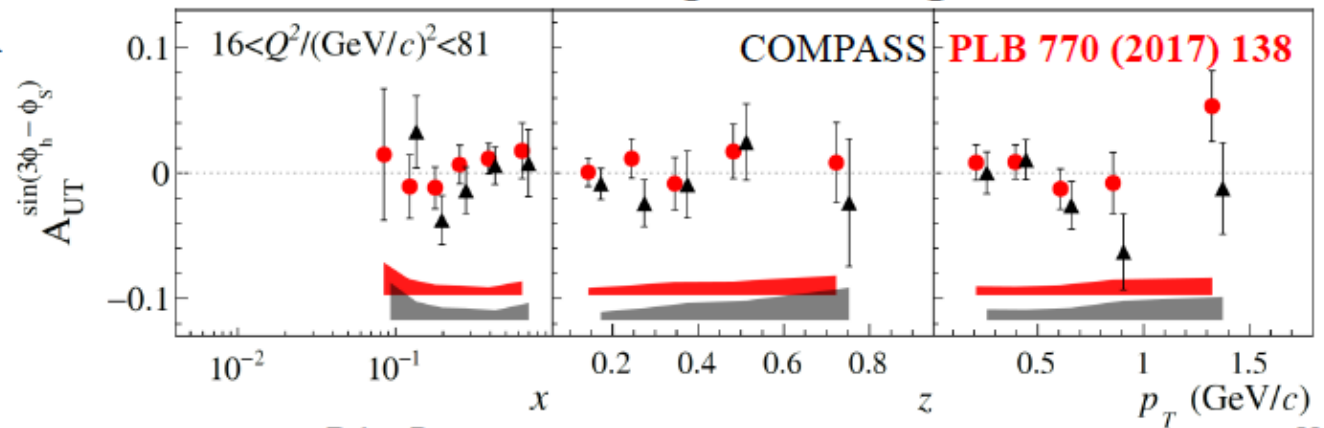 16<Q²/(GeV/c)²<81
COMPASS
PLB 770 (2017) 138
A_UT^sin(3ϕ_h − ϕ_S)
0.1
0
−0.1
10⁻² 10⁻¹
0.2 0.4 0.6 0.8
0.5 1 1.5
x
z
p_T (GeV/c)